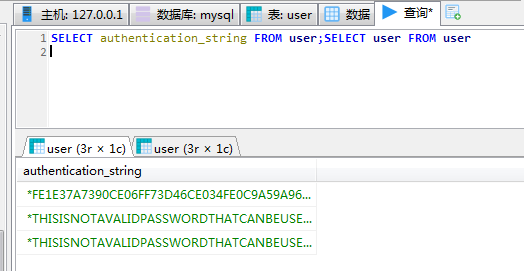 主机: 127.0.0.1 数据库: mysql 表: user 数据 查询*
1 SELECT authentication_string FROM user;SELECT user FROM user
2
user (3r × 1c) user (3r × 1c)
authentication_string
*FE1E37A7390CE06FF73D46CE034FE0C9A59A96...
*THISISNOTAVALIDPASSWORDTHATCANBEUSE...
*THISISNOTAVALIDPASSWORDTHATCANBEUSE...